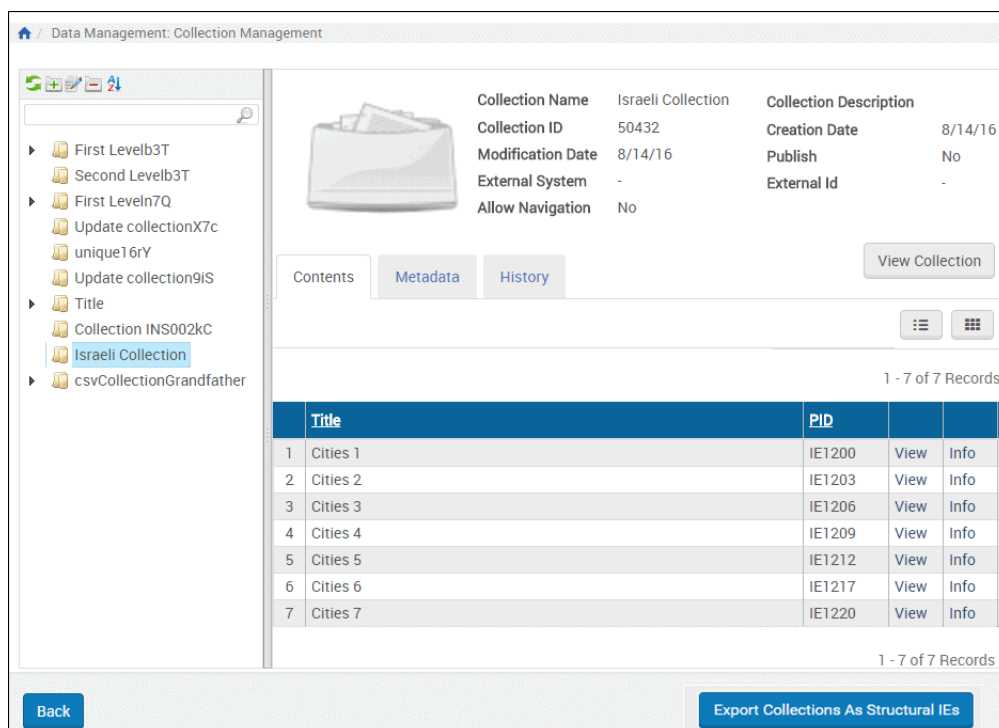 / Data Management: Collection Management
First Levelb3T
Second Levelb3T
First Leveln7Q
Update collectionX7c
unique16rY
Update collection9iS
Title
Collection INS002kC
Israeli Collection
csvCollectionGrandfather
Collection Name Israeli Collection
Collection ID 50432
Modification Date 8/14/16
External System -
Allow Navigation No
Collection Description
Creation Date 8/14/16
Publish No
External Id -
View Collection
Contents Metadata History
1 - 7 of 7 Records
Title PID
1 Cities 1 IE1200 View Info
2 Cities 2 IE1203 View Info
3 Cities 3 IE1206 View Info
4 Cities 4 IE1209 View Info
5 Cities 5 IE1212 View Info
6 Cities 6 IE1217 View Info
7 Cities 7 IE1220 View Info
1 - 7 of 7 Records
Back
Export Collections As Structural IEs